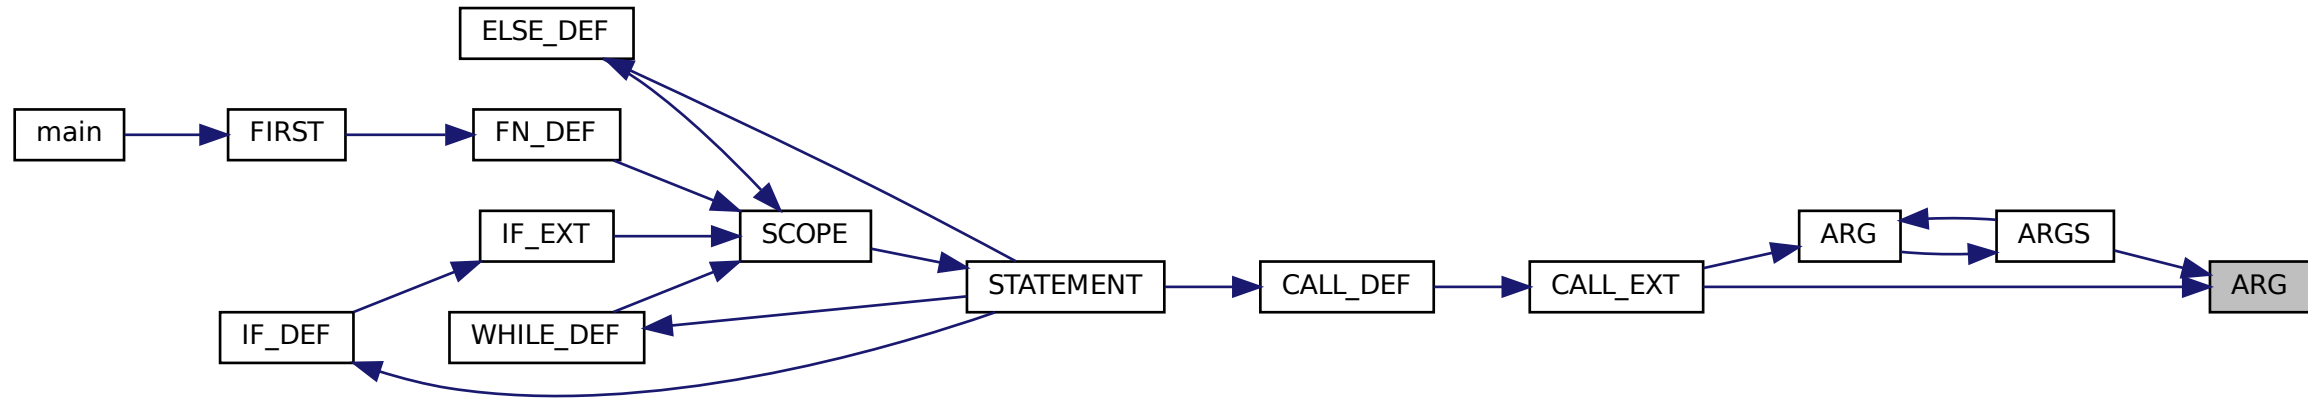 ELSE_DEF
main
FIRST
FN_DEF
IF_EXT
SCOPE
ARG
ARGS
STATEMENT
CALL_DEF
CALL_EXT
ARG
IF_DEF
WHILE_DEF